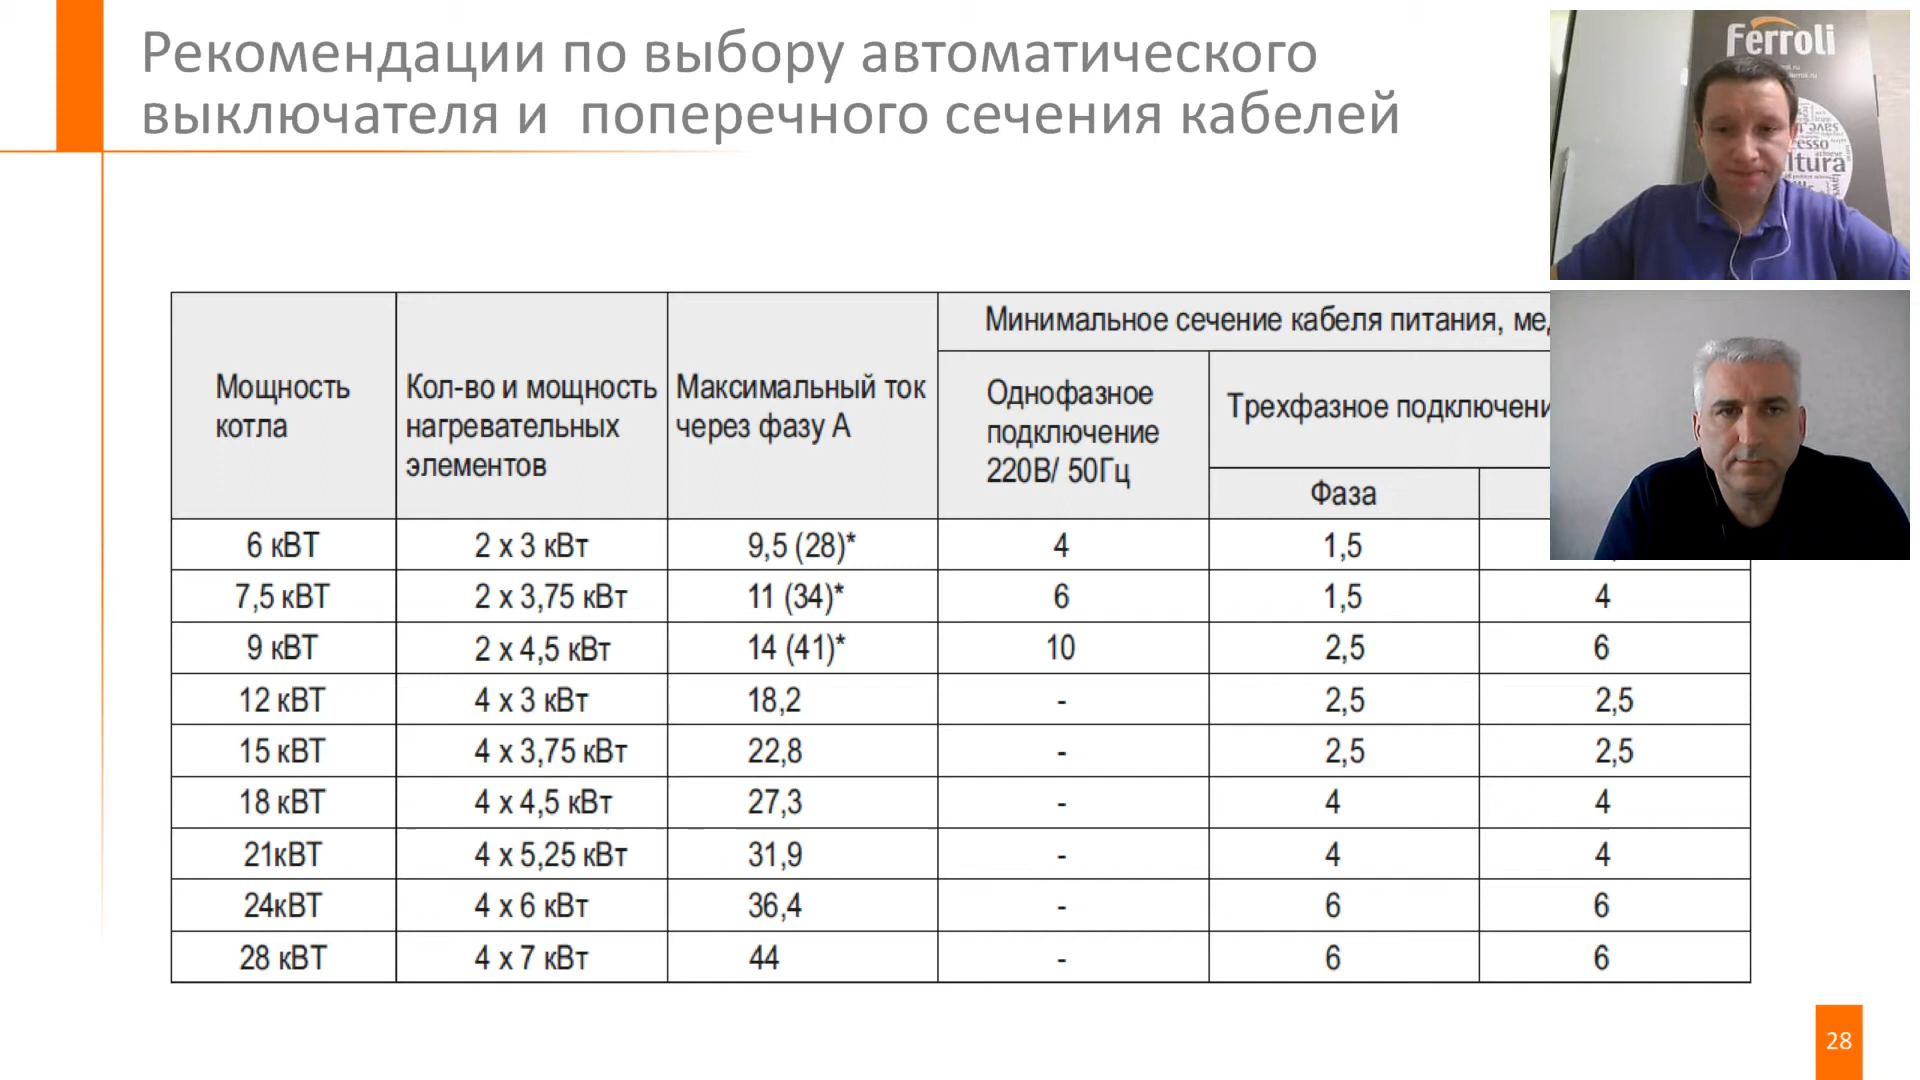 Рекомендации по выбору автоматического
выключателя и поперечного сечения кабелей
Ferroli
Мощность котла
Кол-во и мощность нагревательных элементов
Максимальный ток через фазу А
Минимальное сечение кабеля питания,
Однофазное подключение 220В/ 50Гц
Трехфазное
Фаза
6 кВТ 2 x 3 кВт 9,5 (28)* 4 1,5
7,5 кВТ 2 x 3,75 кВт 11 (34)* 6 1,5 4
9 кВТ 2 x 4,5 кВт 14 (41)* 10 2,5 6
12 кВТ 4 x 3 кВт 18,2 - 2,5 2,5
15 кВТ 4 x 3,75 кВт 22,8 - 2,5 2,5
18 кВТ 4 x 4,5 кВт 27,3 - 4 4
21кВТ 4 x 5,25 кВт 31,9 - 4 4
24кВТ 4 x 6 кВт 36,4 - 6 6
28 кВТ 4 x 7 кВт 44 - 6 6
28